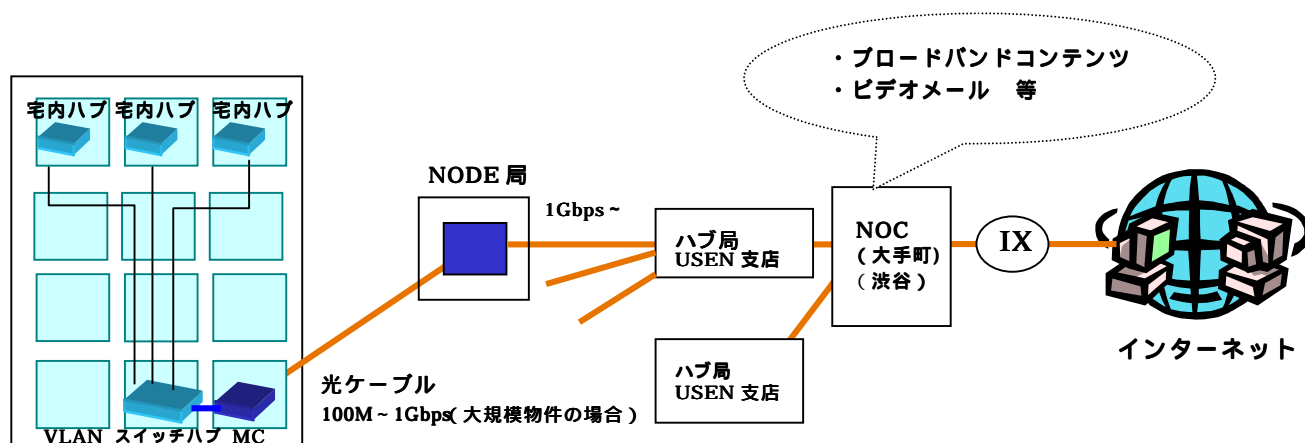 ・ブロードバンドコンテンツ
・ビデオメール　等
宅内ハブ 宅内ハブ 宅内ハブ
NODE 局
1Gbps ~
ハブ局
USEN 支店
NOC
(大手町)
(渋谷)
IX
インターネット
ハブ局
USEN 支店
光ケーブル
100M ~ 1Gbps(大規模物件の場合)
VLAN スイッチハブ MC